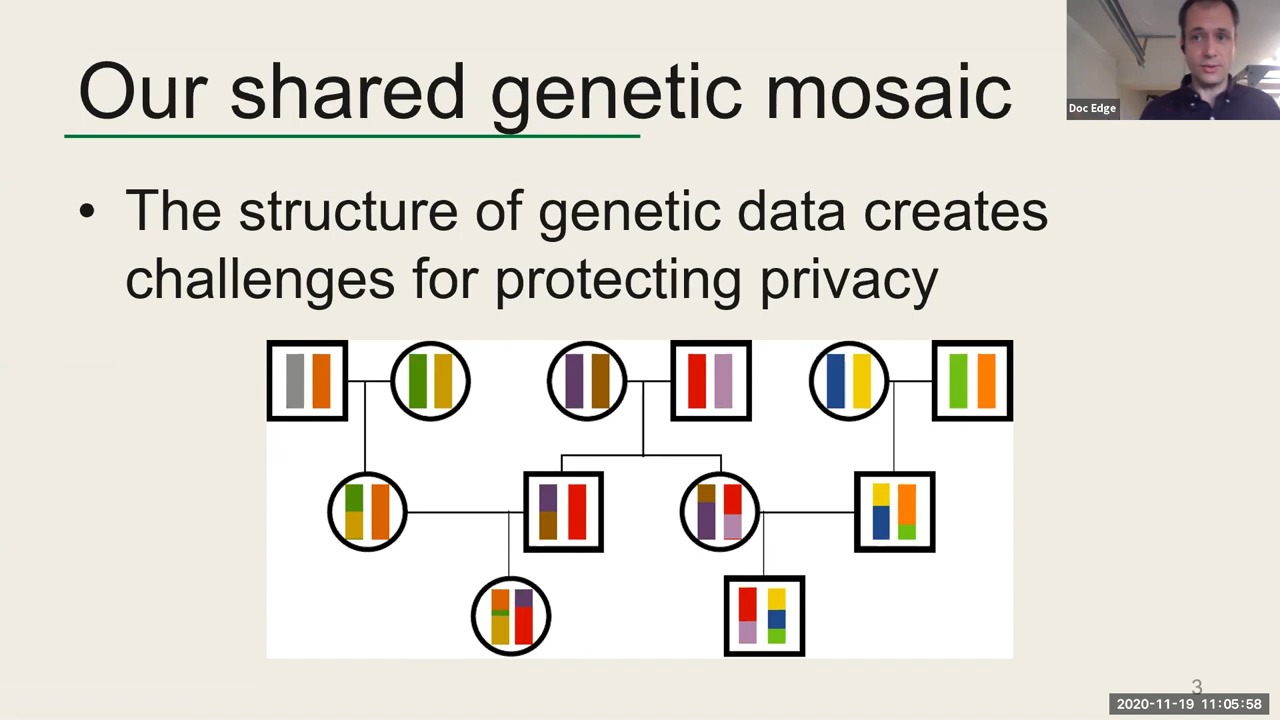 Our shared genetic mosaic
Doc Edge
• The structure of genetic data creates
challenges for protecting privacy
3
2020-11-19 11:05:58